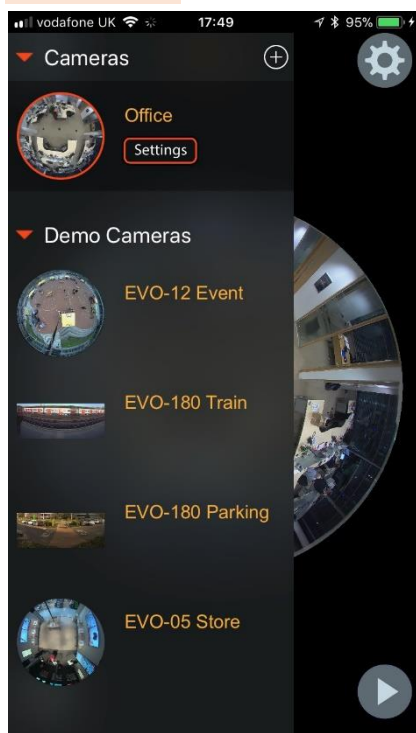 vodafone UK 17:49 95%
Cameras
Office
Settings
Demo Cameras
EVO-12 Event
EVO-180 Train
EVO-180 Parking
EVO-05 Store